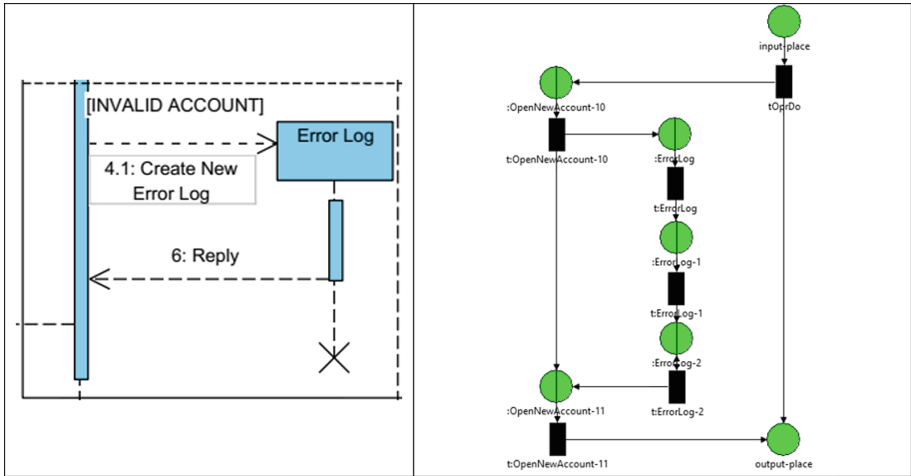 [INVALID ACCOUNT]
Error Log
4.1: Create New
Error Log
6: Reply
input-place
tOprDo
:OpenNewAccount-10
t:OpenNewAccount-10
:ErrorLog
t:ErrorLog
:ErrorLog-1
t:ErrorLog-1
:ErrorLog-2
t:ErrorLog-2
:OpenNewAccount-11
t:OpenNewAccount-11
output-place